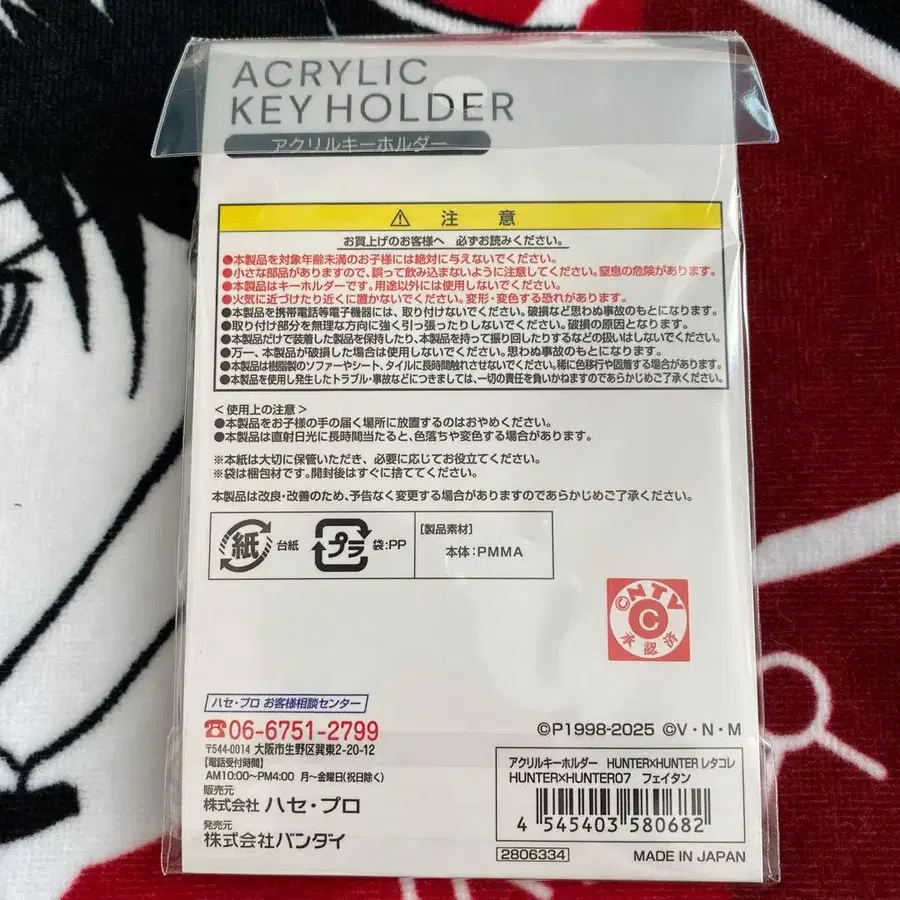 ACRYLIC
KEY HOLDER
アクリルキーホルダー
⚠ 注 意
お買上げのお客様へ 必ずお読みください。
●本製品を対象年齢未満のお子様には絶対に与えないでください。
●小さな部品がありますので、誤って飲み込まないように注意してください。窒息の危険があります。
●本製品はキーホルダーです。用途以外には使用しないでください。
●火気に近づけたり近くに置かないでください。変形・変色する恐れがあります。
●本製品を携帯電話等電子機器には、取り付けないでください。破損など思わぬ事故のもとになります。
●取り付け部分を無理な方向に強く引っ張ったりしないでください。破損の原因となります。
●本製品だけで装着した製品を保持したり、本製品を持って振り回したりするなどの扱いはしないでください。
●万一、本製品が破損した場合は使用しないでください。思わぬ事故のもとになります。
●本製品は樹脂製のソファーやシート、タイルに長時間触れさせないでください。稀に色移行や固着する場合があります。
●本製品を使用し発生したトラブル・事故などにつきましては、一切の責任を負いかねますのであらかじめご了承ください。
<使用上の注意>
●本製品をお子様の手の届く場所に放置するのはおやめください。
●本製品は直射日光に長時間当たると、色落ちや変色する場合があります。
※本紙は大切に保管いただき、必要に応じてお役立てください。
※袋は梱包材です。開封後はすぐに捨ててください。
本製品は改良・改善のため、予告なく変更する場合がありますのであらかじめご了承ください。
紙 台紙 プラ 袋:PP
【製品素材】
本体:PMMA
©NTV
C
承認済
ハセ・プロ お客様相談センター
☎06-6751-2799
〒544-0014 大阪市生野区巽東2-20-12
【電話受付時間】
AM10:00~PM4:00 月~金曜日(祝日除く)
販売元
株式会社 ハセ・プロ
発売元
株式会社バンダイ
©P1998-2025 ©V・N・M
アクリルキーホルダー HUNTER×HUNTER レタコレ
HUNTER×HUNTER07 フェイタン
4 545403 580682
2806334
MADE IN JAPAN